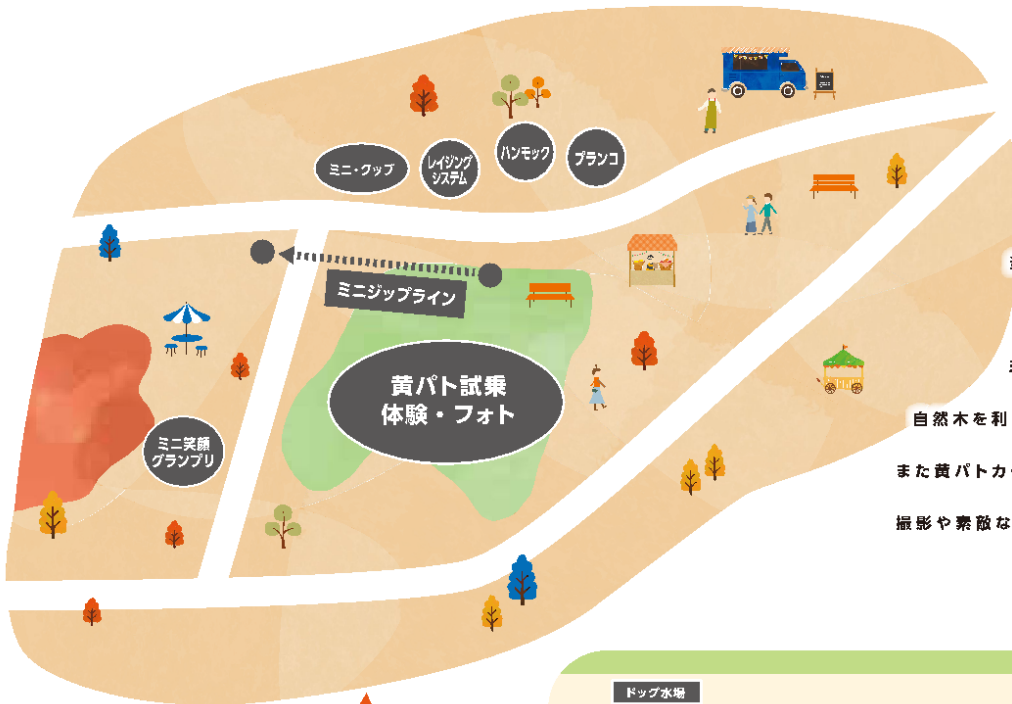 ミニ・クッブ
レイジング
システム
ハンモック
ブランコ
ミニジップライン
黄パト試乗
体験・フォト
ミニ笑顔
グランプリ
自然木を利
また黄パトカ
撮影や素敵な
ドッグ水場